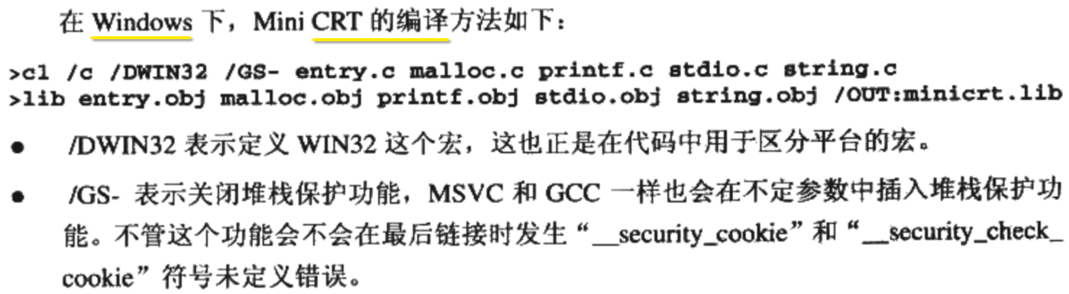 在 Windows 下，Mini CRT 的编译方法如下：
>cl /c /DWIN32 /GS- entry.c malloc.c printf.c stdio.c string.c
>lib entry.obj malloc.obj printf.obj stdio.obj string.obj /OUT:minicrt.lib
● /DWIN32 表示定义 WIN32 这个宏，这也正是在代码中用于区分平台的宏。
● /GS- 表示关闭堆栈保护功能，MSVC 和 GCC 一样也会在不定参数中插入堆栈保护功
能。不管这个功能会不会在最后链接时发生“__security_cookie”和“__security_check_
cookie”符号未定义错误。